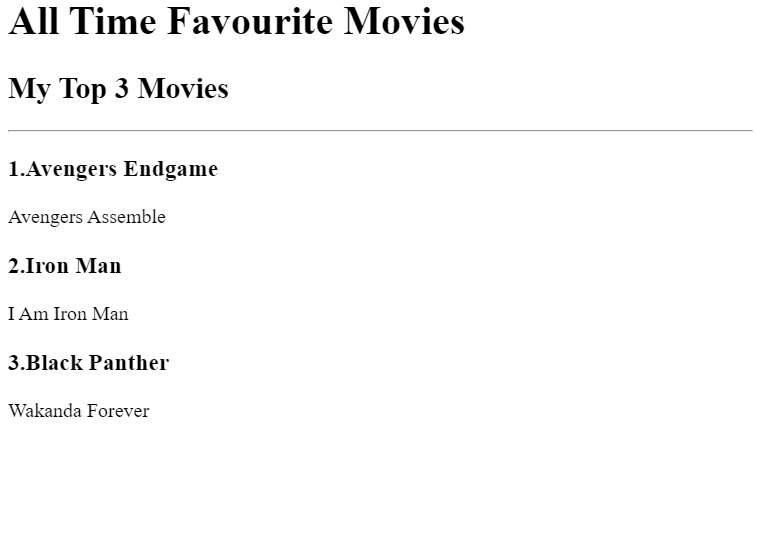 All Time Favourite Movies
My Top 3 Movies
1.Avengers Endgame
Avengers Assemble
2.Iron Man
I Am Iron Man
3.Black Panther
Wakanda Forever